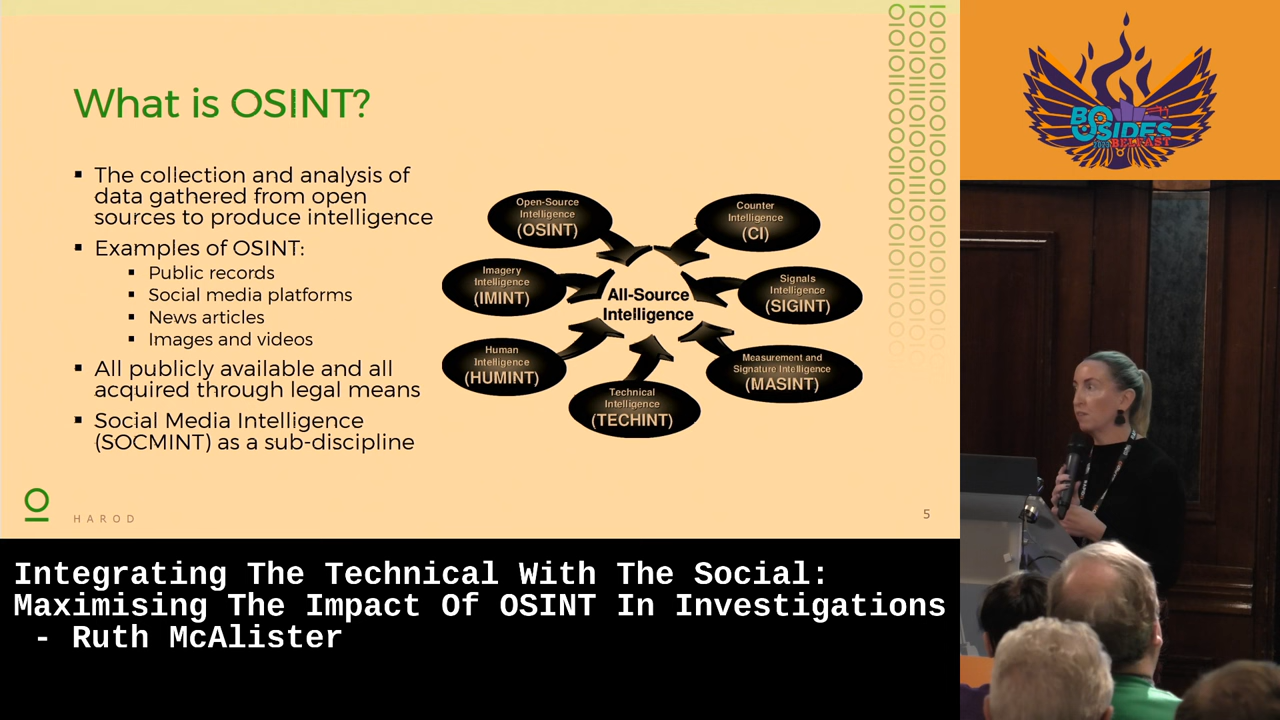 What is OSINT?
▪ The collection and analysis of
data gathered from open
sources to produce intelligence
▪ Examples of OSINT:
▪ Public records
▪ Social media platforms
▪ News articles
▪ Images and videos
▪ All publicly available and all
acquired through legal means
▪ Social Media Intelligence
(SOCMINT) as a sub-discipline
Open-Source
Intelligence
(OSINT)
Counter
Intelligence
(CI)
Imagery
Intelligence
(IMINT)
Signals
Intelligence
(SIGINT)
All-Source
Intelligence
Human
Intelligence
(HUMINT)
Measurement and
Signature Intelligence
(MASINT)
Technical
Intelligence
(TECHINT)
HAROD
5
BSIDES
BELFAST
Integrating The Technical With The Social:
Maximising The Impact Of OSINT In Investigations
- Ruth McAlister